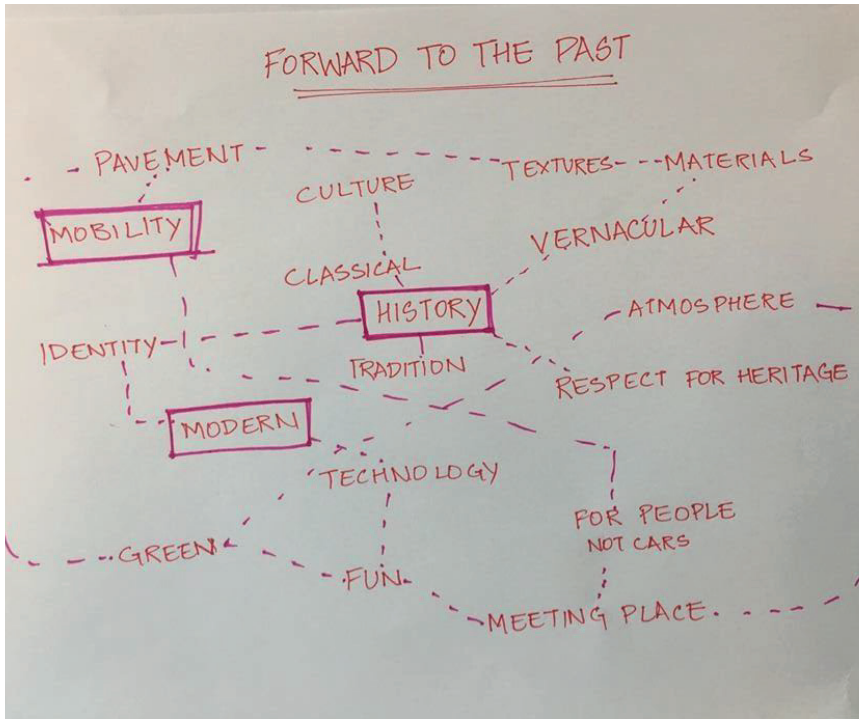 FORWARD TO THE PAST
PAVEMENT
TEXTURES
MATERIALS
CULTURE
MOBILITY
VERNACULAR
CLASSICAL
HISTORY
ATMOSPHERE
IDENTITY
TRADITION
RESPECT FOR HERITAGE
MODERN
TECHNOLOGY
FOR PEOPLE
NOT CARS
GREEN
FUN
MEETING PLACE